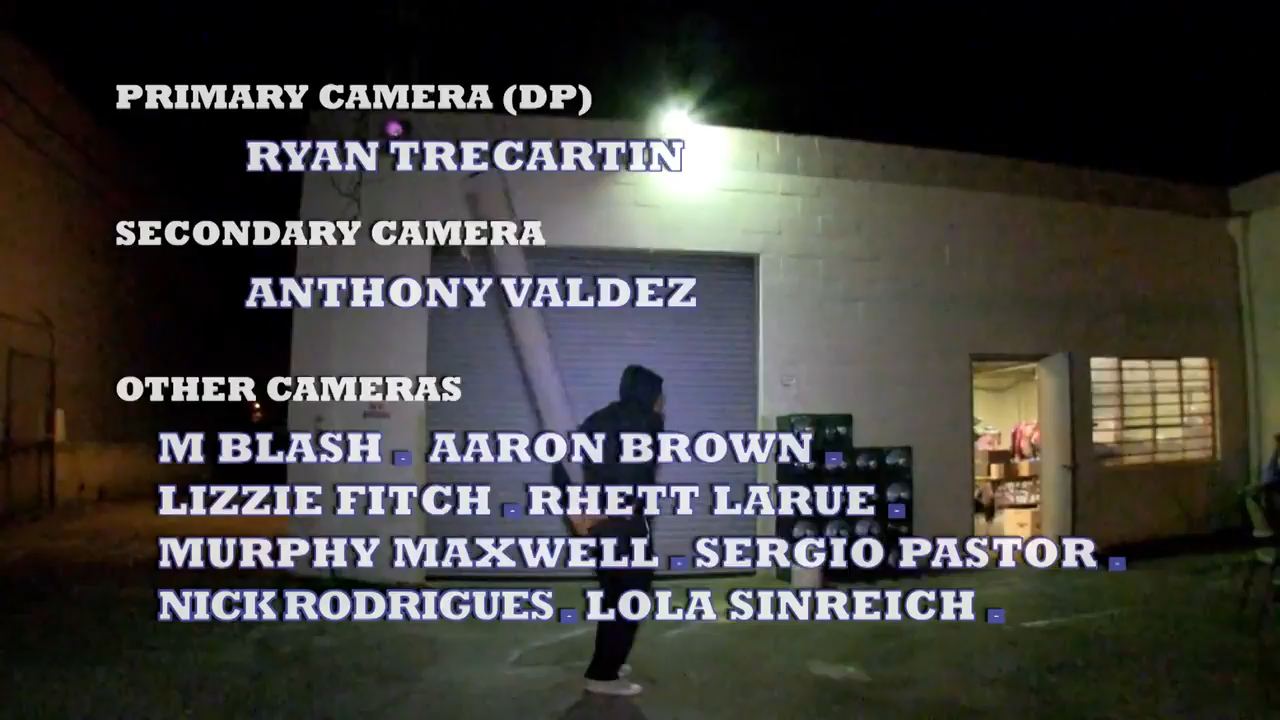 PRIMARY CAMERA (DP)
RYAN TRECARTIN
SECONDARY CAMERA
ANTHONY VALDEZ
OTHER CAMERAS
M BLASH - AARON BROWN -
LIZZIE FITCH - RHETT LARUE -
MURPHY MAXWELL - SERGIO PASTOR -
NICK RODRIGUES - LOLA SINREICH -